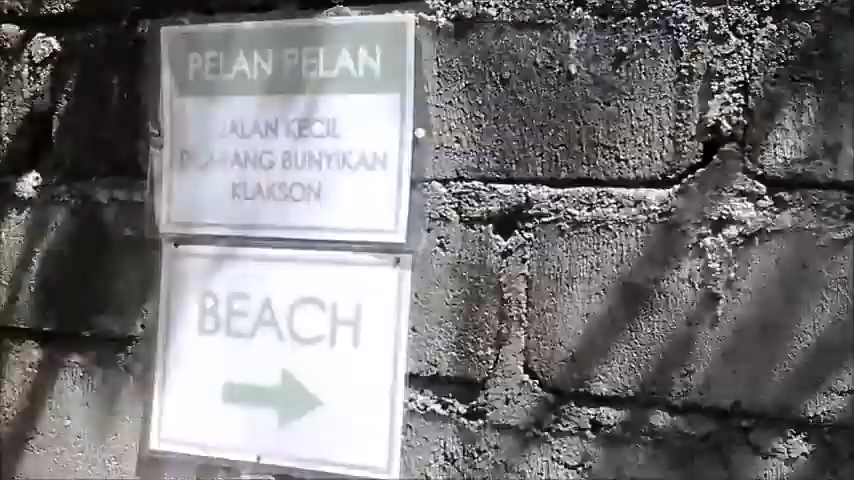 PELAN PELAN
JALAN KECIL
DILARANG BUNYIKAN
KLAKSON
BEACH